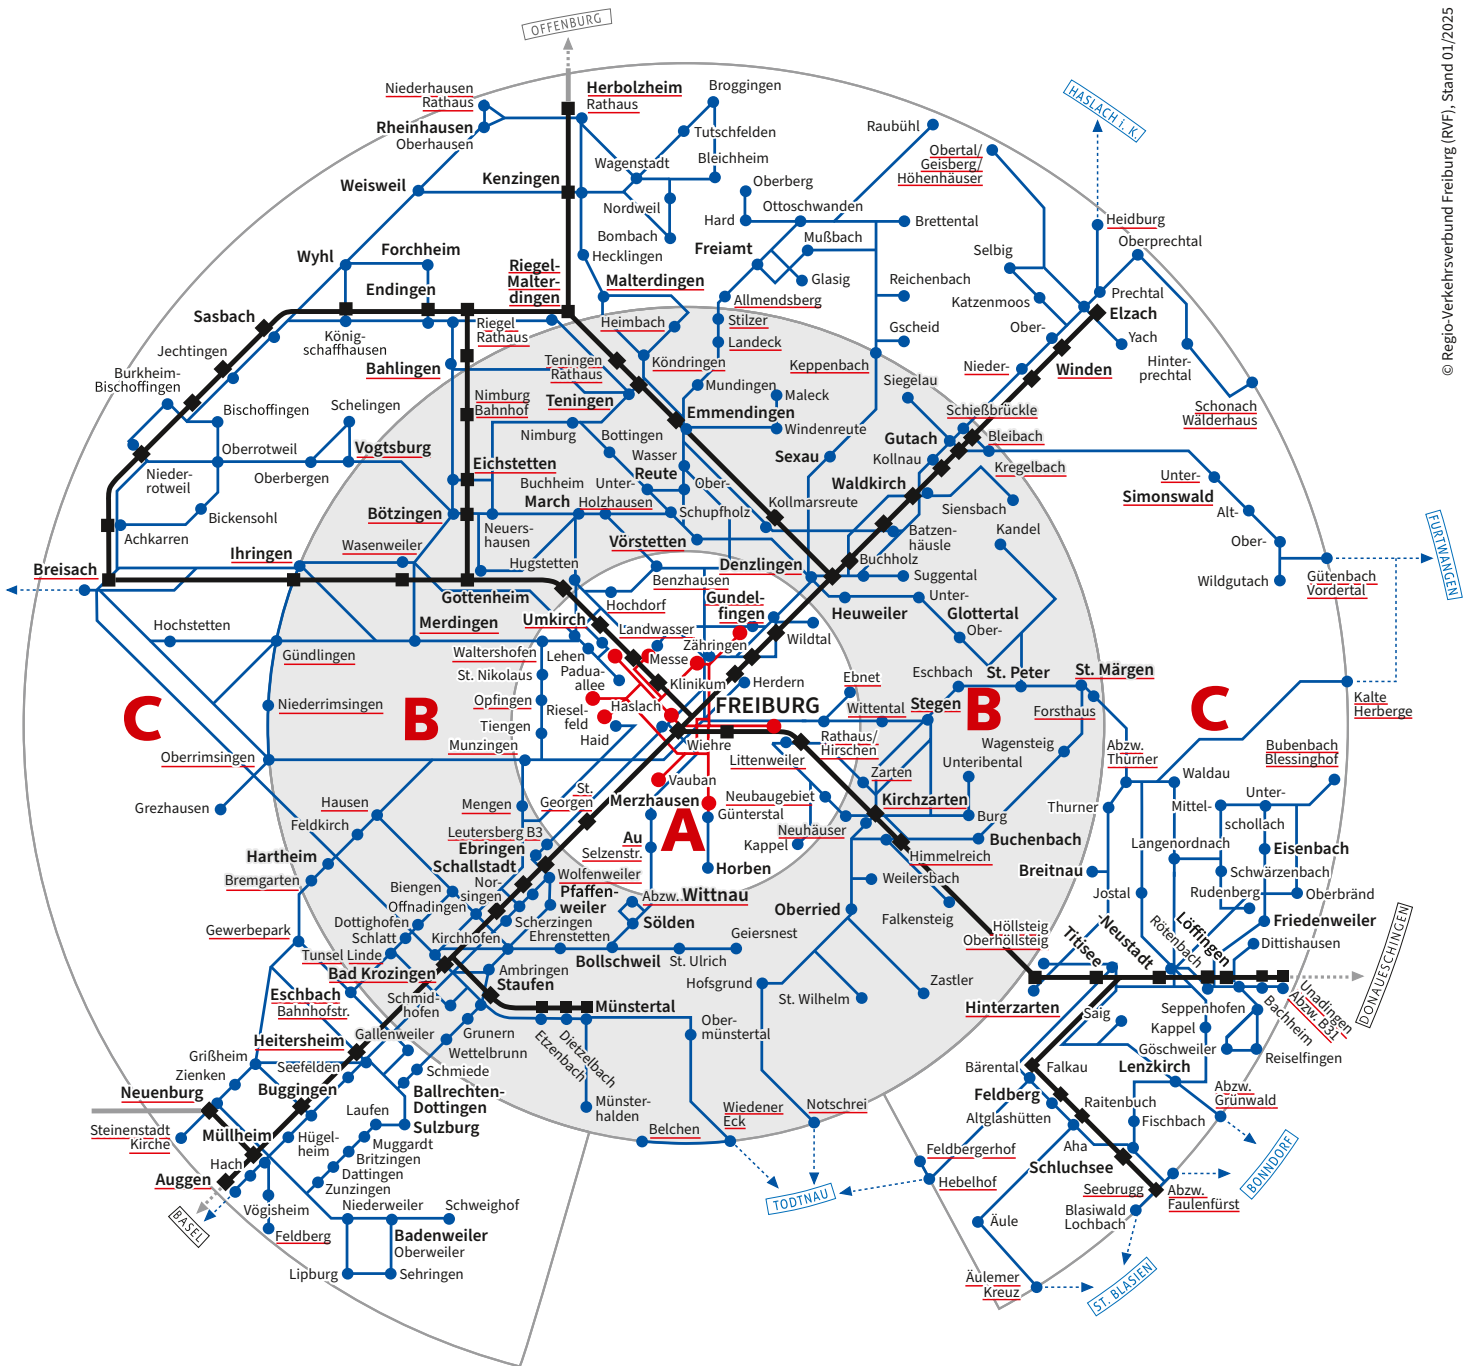 OFFENBURG
© Regio-Verkehrsverbund Freiburg (RVF), Stand 01/2025
Niederhausen
Rathaus
Rheinhausen
Oberhausen
Herbolzheim
Rathaus
Broggingen
Tutschfelden
Bleichheim
Wagenstadt
Weisweil
Kenzingen
Nordweil
Bombach
Hecklingen
Oberberg
Ottoschwanden
Hard
Brettental
Raubühl
Obertal/
Geisberg/
Höhenhäuser
HASLACH i. K.
Heidburg
Oberprechtal
Freiamt
Mußbach
Glasig
Allmendsberg
Reichenbach
Gscheid
Selbig
Katzenmoos
Prechtal
Elzach
Yach
Ober-
Winden
Nieder-
Hinter-
prechtal
Schonach
Wälderhaus
Wyhl
Forchheim
Endingen
Riegel-
Malter-
dingen
Malterdingen
Heimbach
Stilzer
Landeck
Sasbach
König-
schaffhausen
Riegel
Rathaus
Bahlingen
Teningen
Rathaus
Teningen
Köndringen
Keppenbach
Mundingen
Maleck
Emmendingen
Windenreute
Siegelau
Schießbrückle
Gutach
Bleibach
Kollnau
Kregelbach
Jechtingen
Burkheim-
Bischoffingen
Bischoffingen
Schelingen
Oberrotweil
Vogtsburg
Nieder-
rotweil
Oberbergen
Bickensohl
Achkarren
Nimburg
Bahnhof
Nimburg
Eichstetten
Bötzingen
Bottingen
Wasser
Reute
Unter-
Ober-
Buchheim
March
Holzhausen
Schupfholz
Neuers-
hausen
Hugstetten
Vörstetten
Sexau
Kollmarsreute
Waldkirch
Siensbach
Batzen-
häusle
Kandel
Buchholz
Suggental
Unter-
Simonswald
Alt-
Ober-
Wildgutach
Gütenbach
Vordertal
FURTWANGEN
Breisach
Ihringen
Wasenweiler
Gottenheim
Benzhausen
Denzlingen
Heuweiler
Unter-
Glottertal
Ober-
Hochstetten
Gündlingen
Merdingen
Umkirch
Hochdorf
Gundel-
fingen
Wildtal
Landwasser
Zähringen
Waltershofen
Lehen
Messe
St. Nikolaus
Padua-
allee
Klinikum
Herdern
Opfingen
Riesel-
feld
Haslach
FREIBURG
Tiengen
Haid
Wiehre
Munzingen
Eschbach
St. Peter
St. Märgen
Ebnet
Wittental
Stegen
Forsthaus
Kalte
Herberge
C
B
Niederrimsingen
Oberrimsingen
Grezhausen
B
C
Rathaus/
Hirschen
Littenweiler
Wagensteig
Unteribental
Abzw.
Thurner
Bubenbach
Blessinghof
Zarten
Neubaugebiet
Kirchzarten
Neuhäuser
Burg
Kappel
Himmelreich
Buchenbach
Weilersbach
Falkensteig
Oberried
Thurner
Waldau
Mittel-
Unter-
schollach
Langenordnach
Eisenbach
Breitnau
Schwärzenbach
Jostal
Rudenberg
Oberbränd
Friedenweiler
Vauban
Merzhausen
Günterstal
A
Au
Selzenstr.
Horben
St.
Georgen
Mengen
Leutersberg B3
Ebringen
Schallstadt
Wolfenweiler
Pfaffen-
weiler
Nor-
singen
Abzw. Wittnau
Scherzingen
Sölden
Ehrenstetten
Hausen
Feldkirch
Hartheim
Bremgarten
Biengen
Offnadingen
Dottighofen
Schlatt
Gewerbepark
Tunsel Linde
Kirchhofen
Bad Krozingen
Bollschweil
St. Ulrich
Geiersnest
Ambringen
Staufen
Münstertal
Schmid-
höfen
Eschbach
Bahnhofstr.
Gallenweiler
Heitersheim
Grunern
Wettelbrunn
Etzenbach
Dietzelbach
Ober-
münstertal
Münster-
halden
Hofsgrund
St. Wilhelm
Zastler
Höllsteig
Oberhöllsteig
Hinterzarten
Titisee
-Neustadt
Rötenbach
Löffingen
Dittishausen
Unadingen
Abzw. B31
Bachheim
DONAUESCHINGEN
Saig
Seppenhofen
Kappel
Göschweiler
Reiselfingen
Bärental
Falkau
Lenzkirch
Feldberg
Raitenbuch
Altglashütten
Fischbach
Abzw.
Grünwald
BONNDORF
Aha
Schluchsee
Feldbergerhof
Hebelhof
Seebrugg
Abzw.
Faulenfürst
Blasiwald
Lochbach
Äule
Äulemer
Kreuz
ST. BLASIEN
Notschrei
Wiedener
Eck
Belchen
TODTNAU
Grißheim
Zienken
Seefelden
Buggingen
Schmiede
Ballrechten-
Dottingen
Sulzburg
Laufen
Neuenburg
Steinenstadt
Kirche
Müllheim
Hügel-
heim
Muggardt
Britzingen
Dattingen
Zunzingen
Hach
Auggen
BASEL
Vögisheim
Feldberg
Niederweiler
Schweighof
Badenweiler
Oberweiler
Lipburg
Sehringen